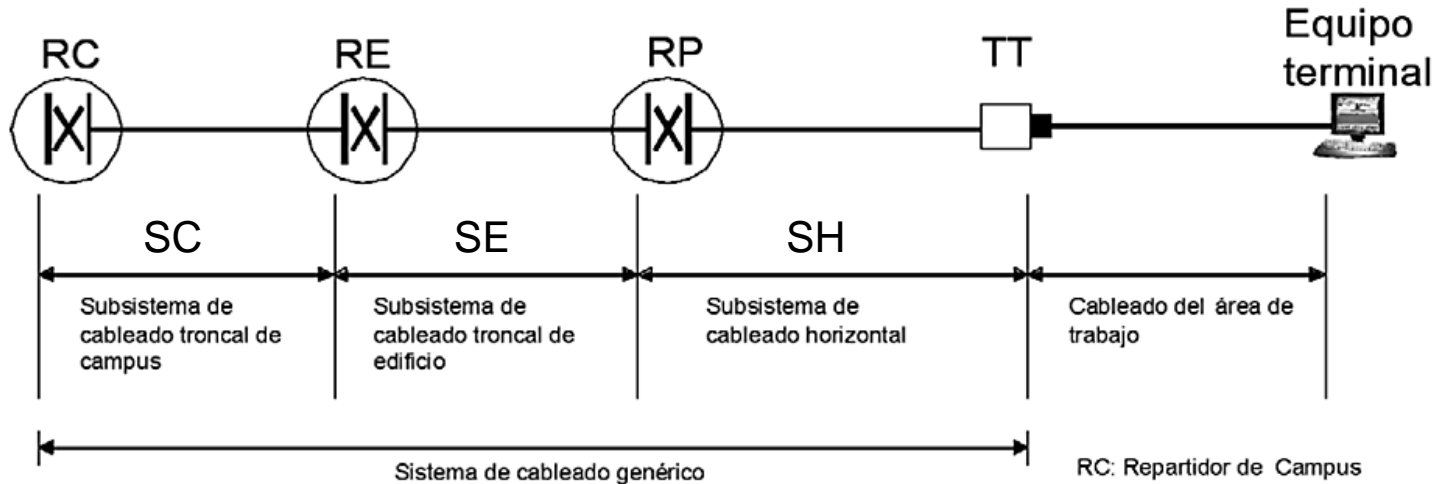 RC
RE
RP
TT
Equipo
terminal
SC
SE
SH
Subsistema de
cableado troncal de
campus
Subsistema de
cableado troncal de
edificio
Subsistema de
cableado horizontal
Cableado del área de
trabajo
Sistema de cableado genérico
RC: Repartidor de Campus